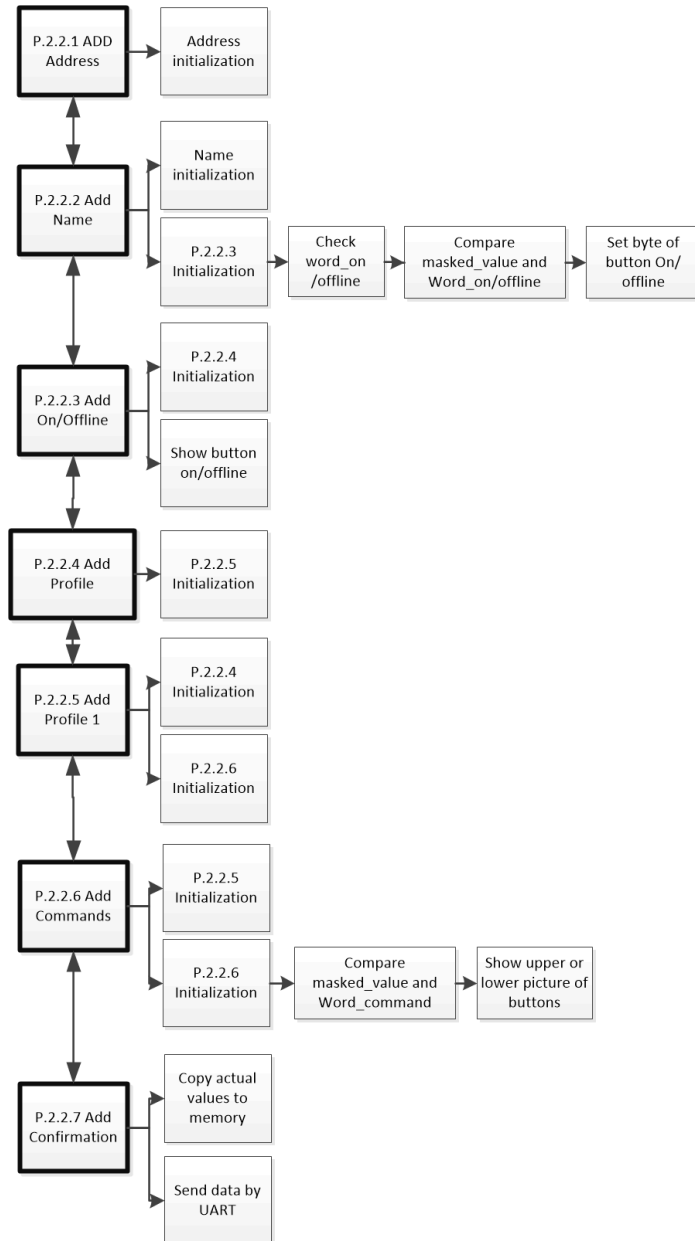 P.2.2.1 ADD
Address
Address
initialization
P.2.2.2 Add
Name
Name
initialization
P.2.2.3
Initialization
Check
word_on
/offline
Compare
masked_value and
Word_on/offline
Set byte of
button On/
offline
P.2.2.3 Add
On/Offline
P.2.2.4
Initialization
Show button
on/offline
P.2.2.4 Add
Profile
P.2.2.5
Initialization
P.2.2.5 Add
Profile 1
P.2.2.4
Initialization
P.2.2.6
Initialization
P.2.2.6 Add
Commands
P.2.2.5
Initialization
P.2.2.6
Initialization
Compare
masked_value and
Word_command
Show upper or
lower picture of
buttons
P.2.2.7 Add
Confirmation
Copy actual
values to
memory
Send data by
UART